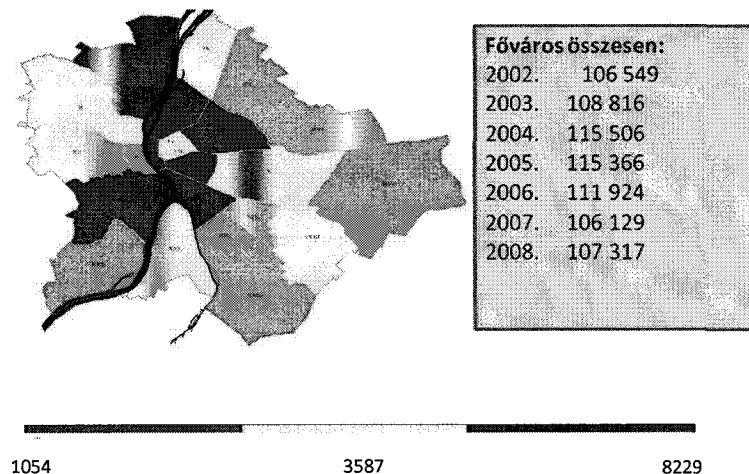 Főváros összesen:
2002. 106 549
2003. 108 816
2004. 115 506
2005. 115 366
2006. 111 924
2007. 106 129
2008. 107 317
1054 3587 8229